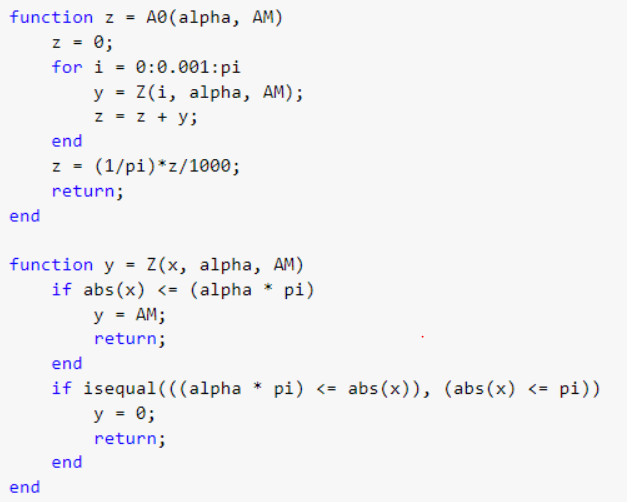 function z = A0(alpha, AM)
    z = 0;
    for i = 0:0.001:pi
        y = Z(i, alpha, AM);
        z = z + y;
    end
    z = (1/pi)*z/1000;
    return;
end

function y = Z(x, alpha, AM)
    if abs(x) <= (alpha * pi)
        y = AM;
        return;
    end
    if isequal(((alpha * pi) <= abs(x)), (abs(x) <= pi))
        y = 0;
        return;
    end
end